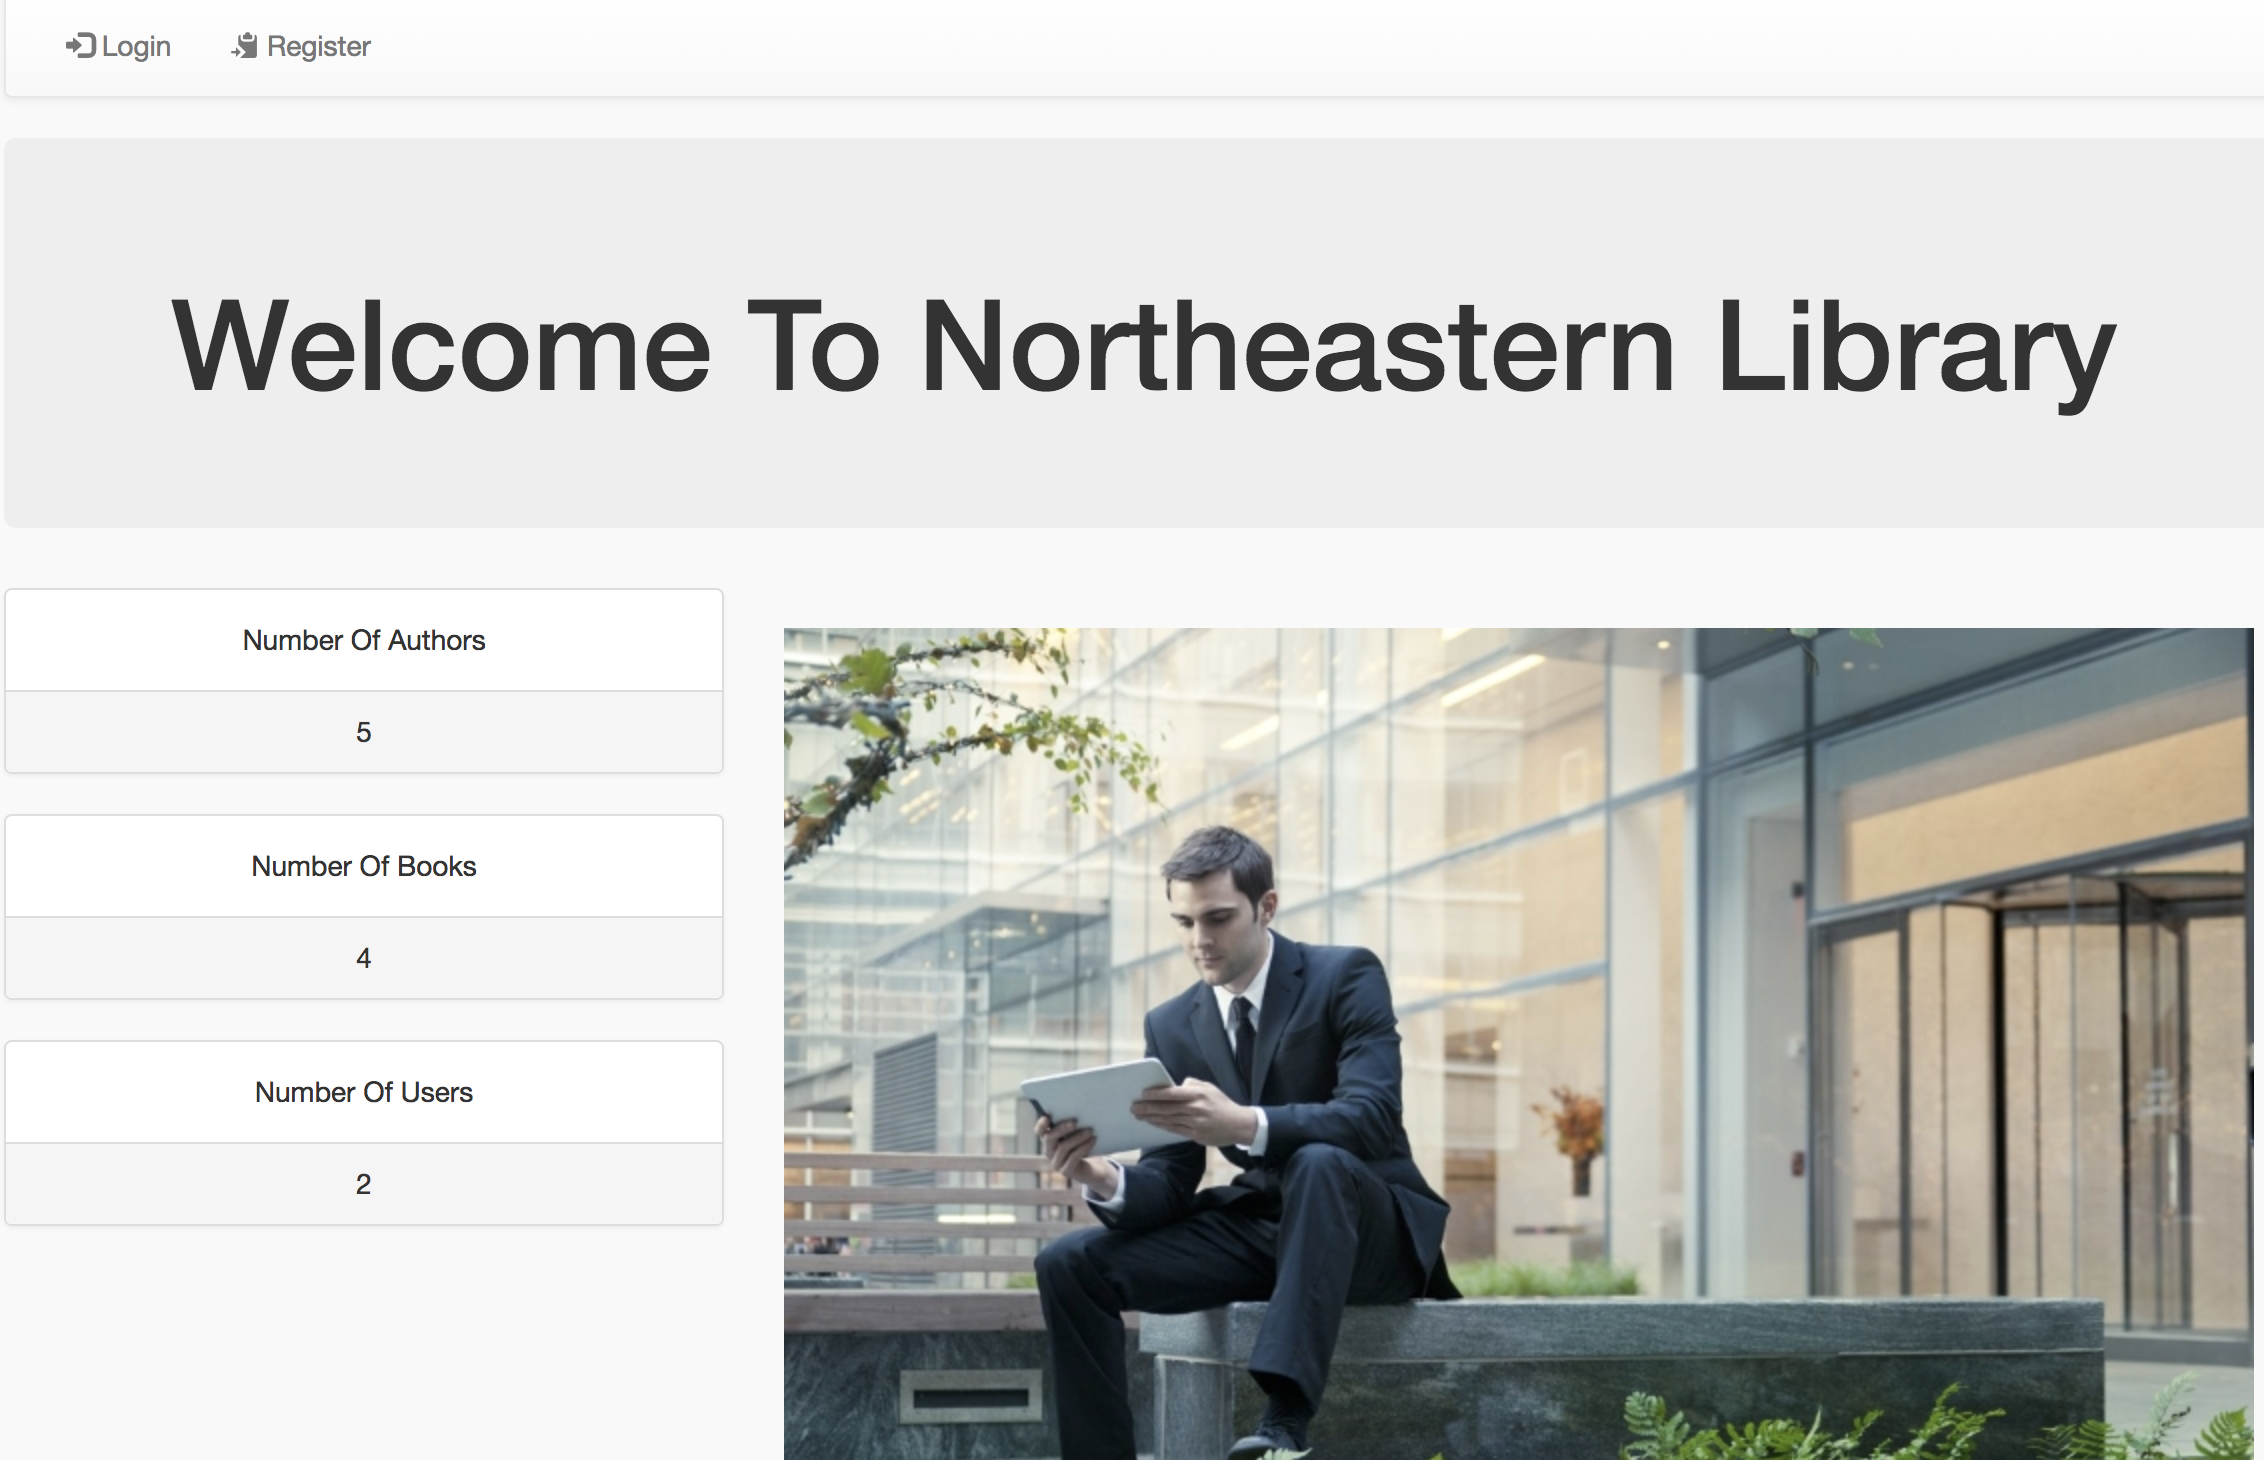 Login Register
Welcome To Northeastern Library
Number Of Authors
5
Number Of Books
4
Number Of Users
2